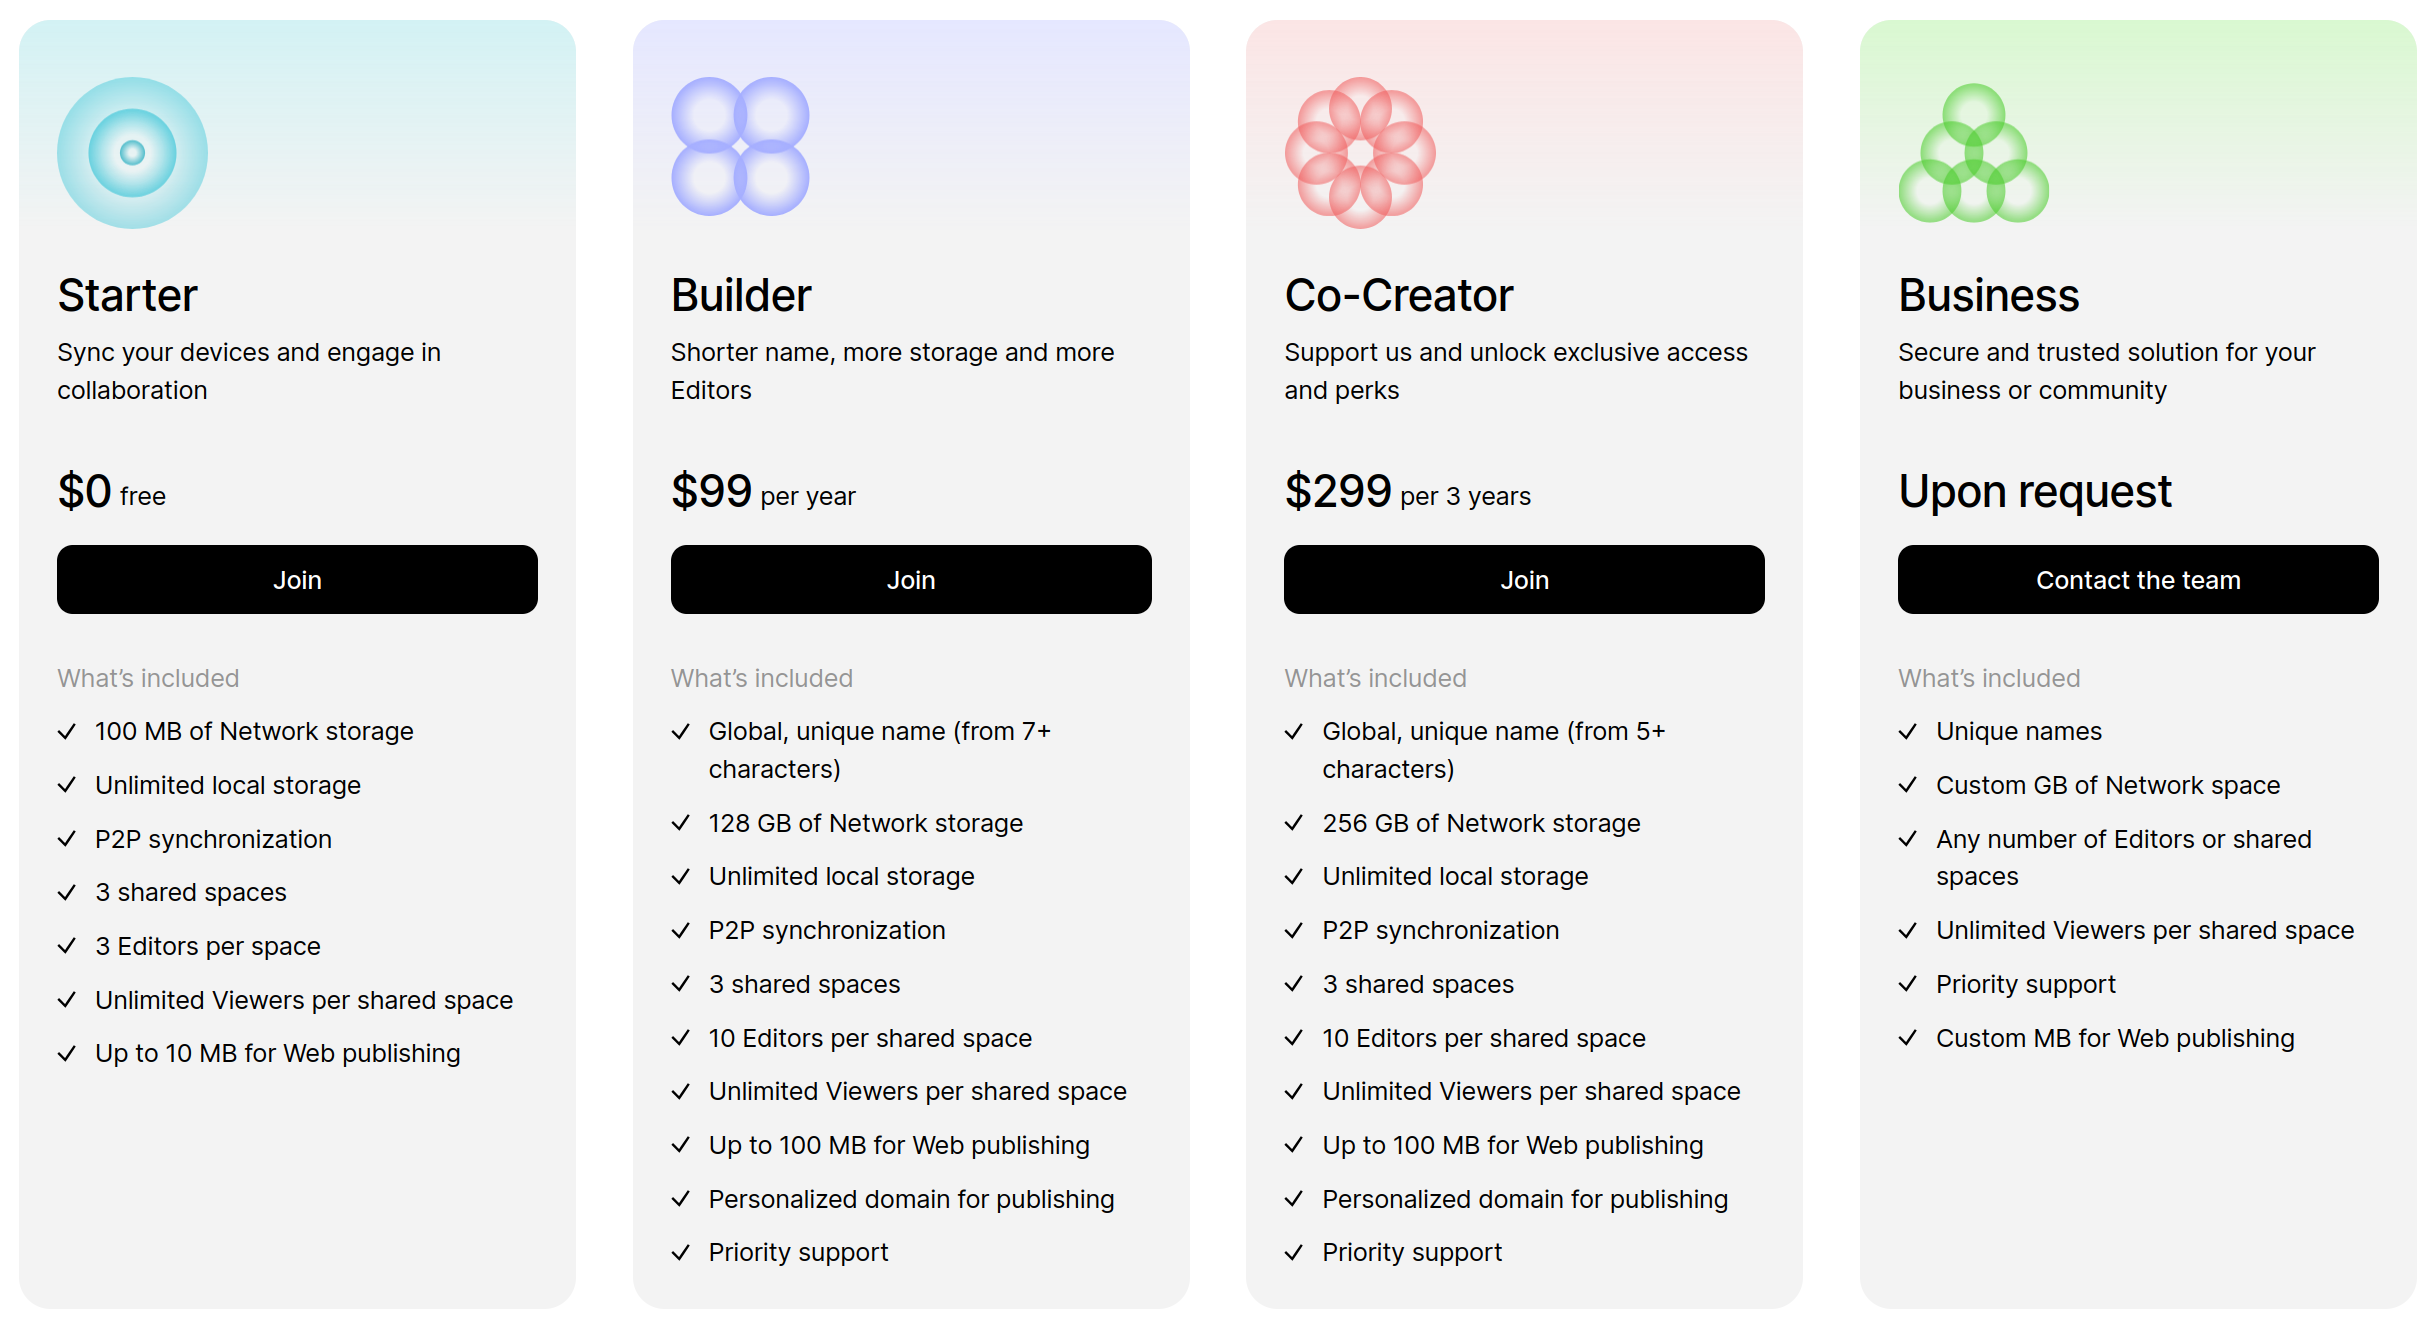 Starter
Sync your devices and engage in
collaboration
$0 free
Join
What’s included
100 MB of Network storage
Unlimited local storage
P2P synchronization
3 shared spaces
3 Editors per space
Unlimited Viewers per shared space
Up to 10 MB for Web publishing
Builder
Shorter name, more storage and more
Editors
$99 per year
Join
What’s included
Global, unique name (from 7+
characters)
128 GB of Network storage
Unlimited local storage
P2P synchronization
3 shared spaces
10 Editors per shared space
Unlimited Viewers per shared space
Up to 100 MB for Web publishing
Personalized domain for publishing
Priority support
Co-Creator
Support us and unlock exclusive access
and perks
$299 per 3 years
Join
What’s included
Global, unique name (from 5+
characters)
256 GB of Network storage
Unlimited local storage
P2P synchronization
3 shared spaces
10 Editors per shared space
Unlimited Viewers per shared space
Up to 100 MB for Web publishing
Personalized domain for publishing
Priority support
Business
Secure and trusted solution for your
business or community
Upon request
Contact the team
What’s included
Unique names
Custom GB of Network space
Any number of Editors or shared
spaces
Unlimited Viewers per shared space
Priority support
Custom MB for Web publishing